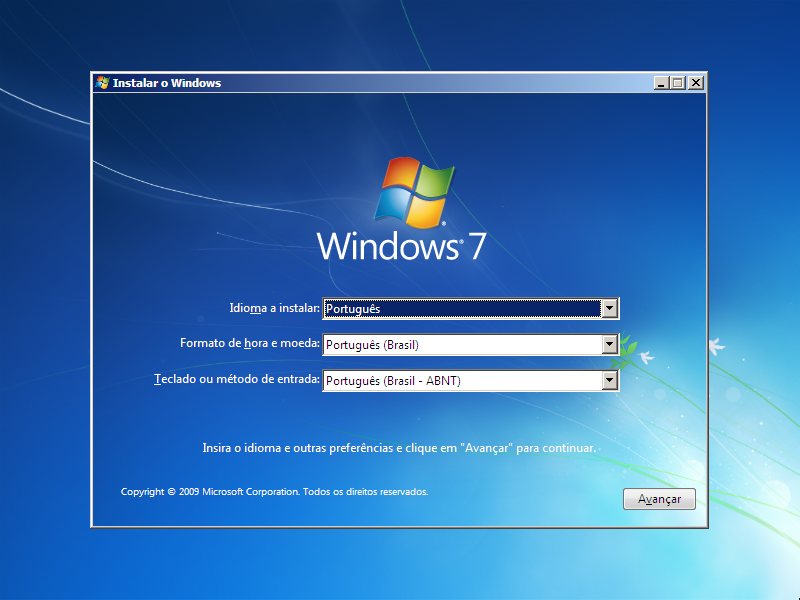 Instalar o Windows
Windows® 7
Idioma a instalar: Português
Formato de hora e moeda: Português (Brasil)
Teclado ou método de entrada: Português (Brasil - ABNT)
Insira o idioma e outras preferências e clique em "Avançar" para continuar.
Copyright © 2009 Microsoft Corporation. Todos os direitos reservados.
Avançar